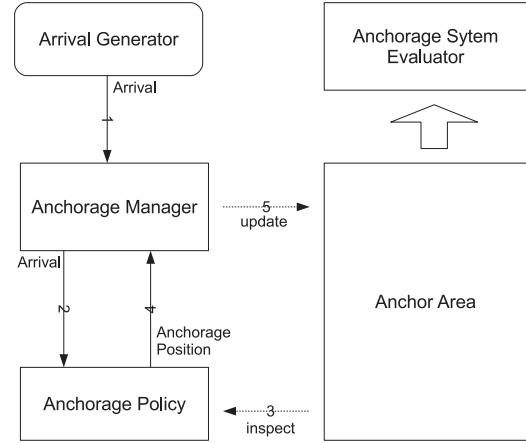 Arrival Generator
Anchorage Sytem
Evaluator
Arrival
1
Anchorage Manager
5
update
Arrival
2
4
Anchorage
Position
Anchor Area
Anchorage Policy
3
inspect